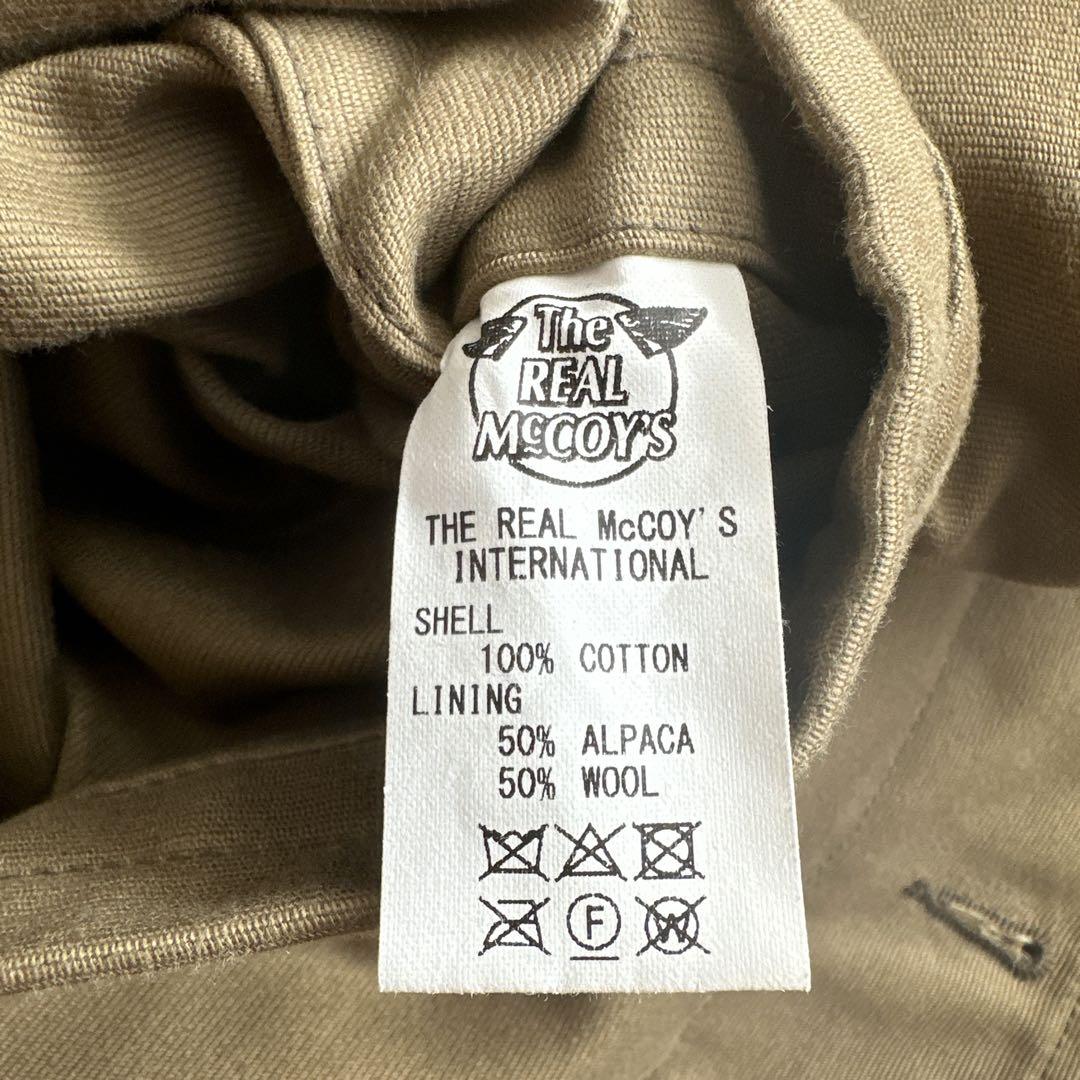 The
REAL
McCOY'S
THE REAL McCOY'S
INTERNATIONAL
SHELL
100% COTTON
LINING
50% ALPACA
50% WOOL
F W